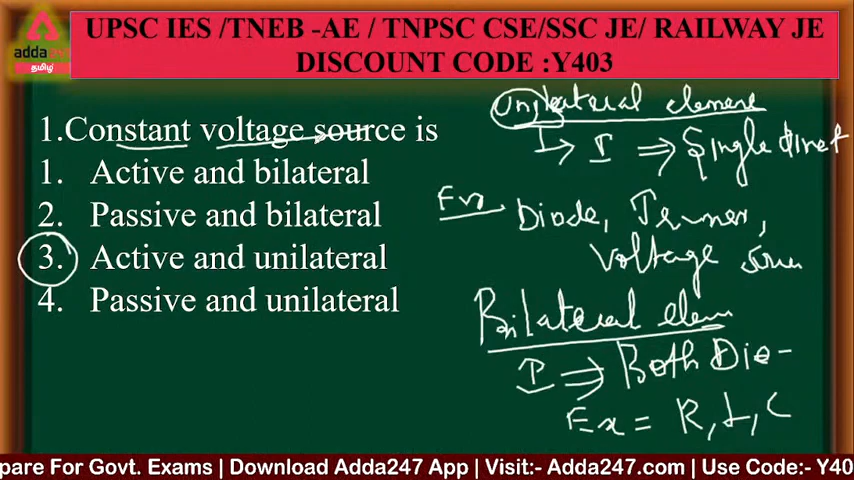 UPSC IES /TNEB -AE / TNPSC CSE/SSC JE/ RAILWAY JE
DISCOUNT CODE :Y403
adda247
தமிழ்
1.Constant voltage source is
1. Active and bilateral
2. Passive and bilateral
3. Active and unilateral
4. Passive and unilateral
Unilateral element
I → I ⇒ Single direct
Ex Diode,
Voltage
Bilateral elem
I ⇒ Both Dire-
Ex = R, L, C
pare For Govt. Exams | Download Adda247 App | Visit:- Adda247.com | Use Code:- Y40